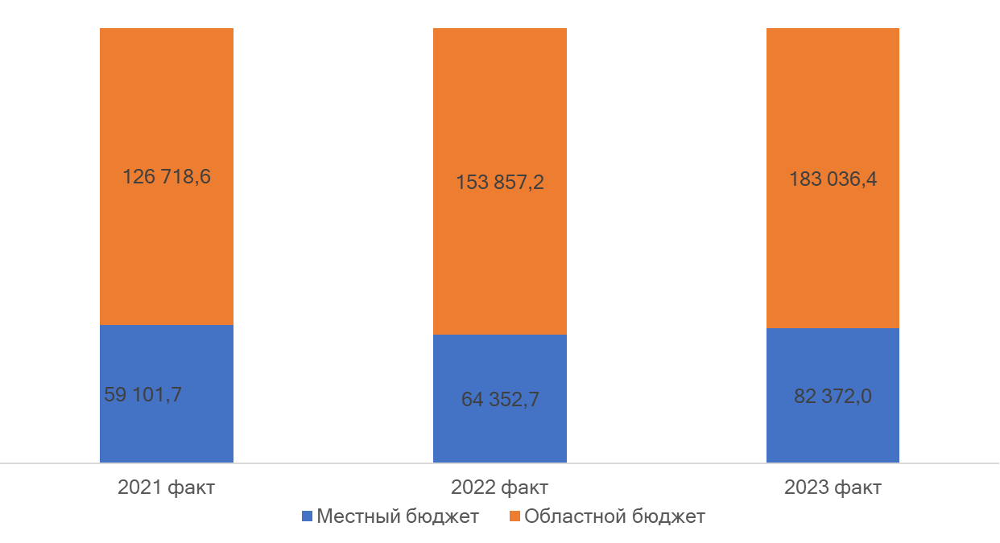 126 718,6
153 857,2
183 036,4
59 101,7
64 352,7
82 372,0
2021 факт
2022 факт
2023 факт
Местный бюджет
Областной бюджет